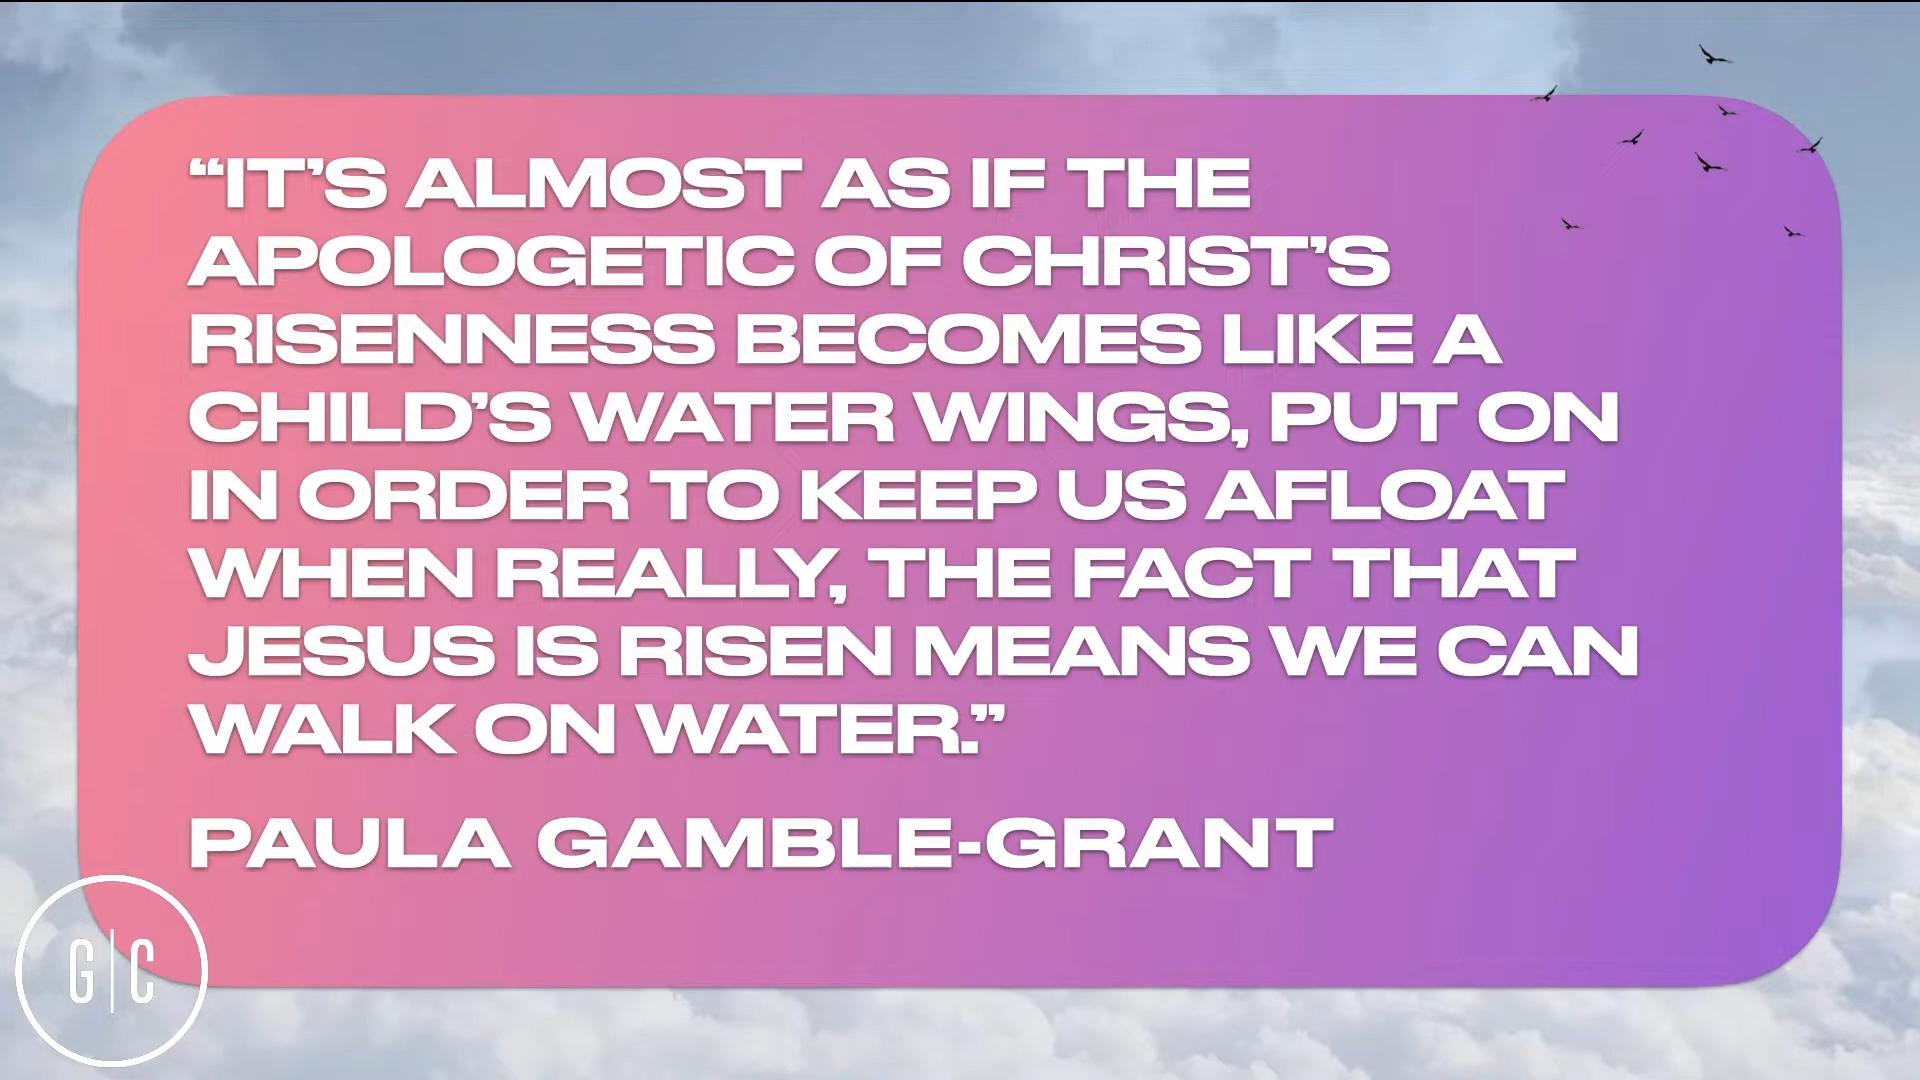 “IT’S ALMOST AS IF THE
APOLOGETIC OF CHRIST’S
RISENNESS BECOMES LIKE A
CHILD’S WATER WINGS, PUT ON
IN ORDER TO KEEP US AFLOAT
WHEN REALLY, THE FACT THAT
JESUS IS RISEN MEANS WE CAN
WALK ON WATER.”
PAULA GAMBLE-GRANT
G|C